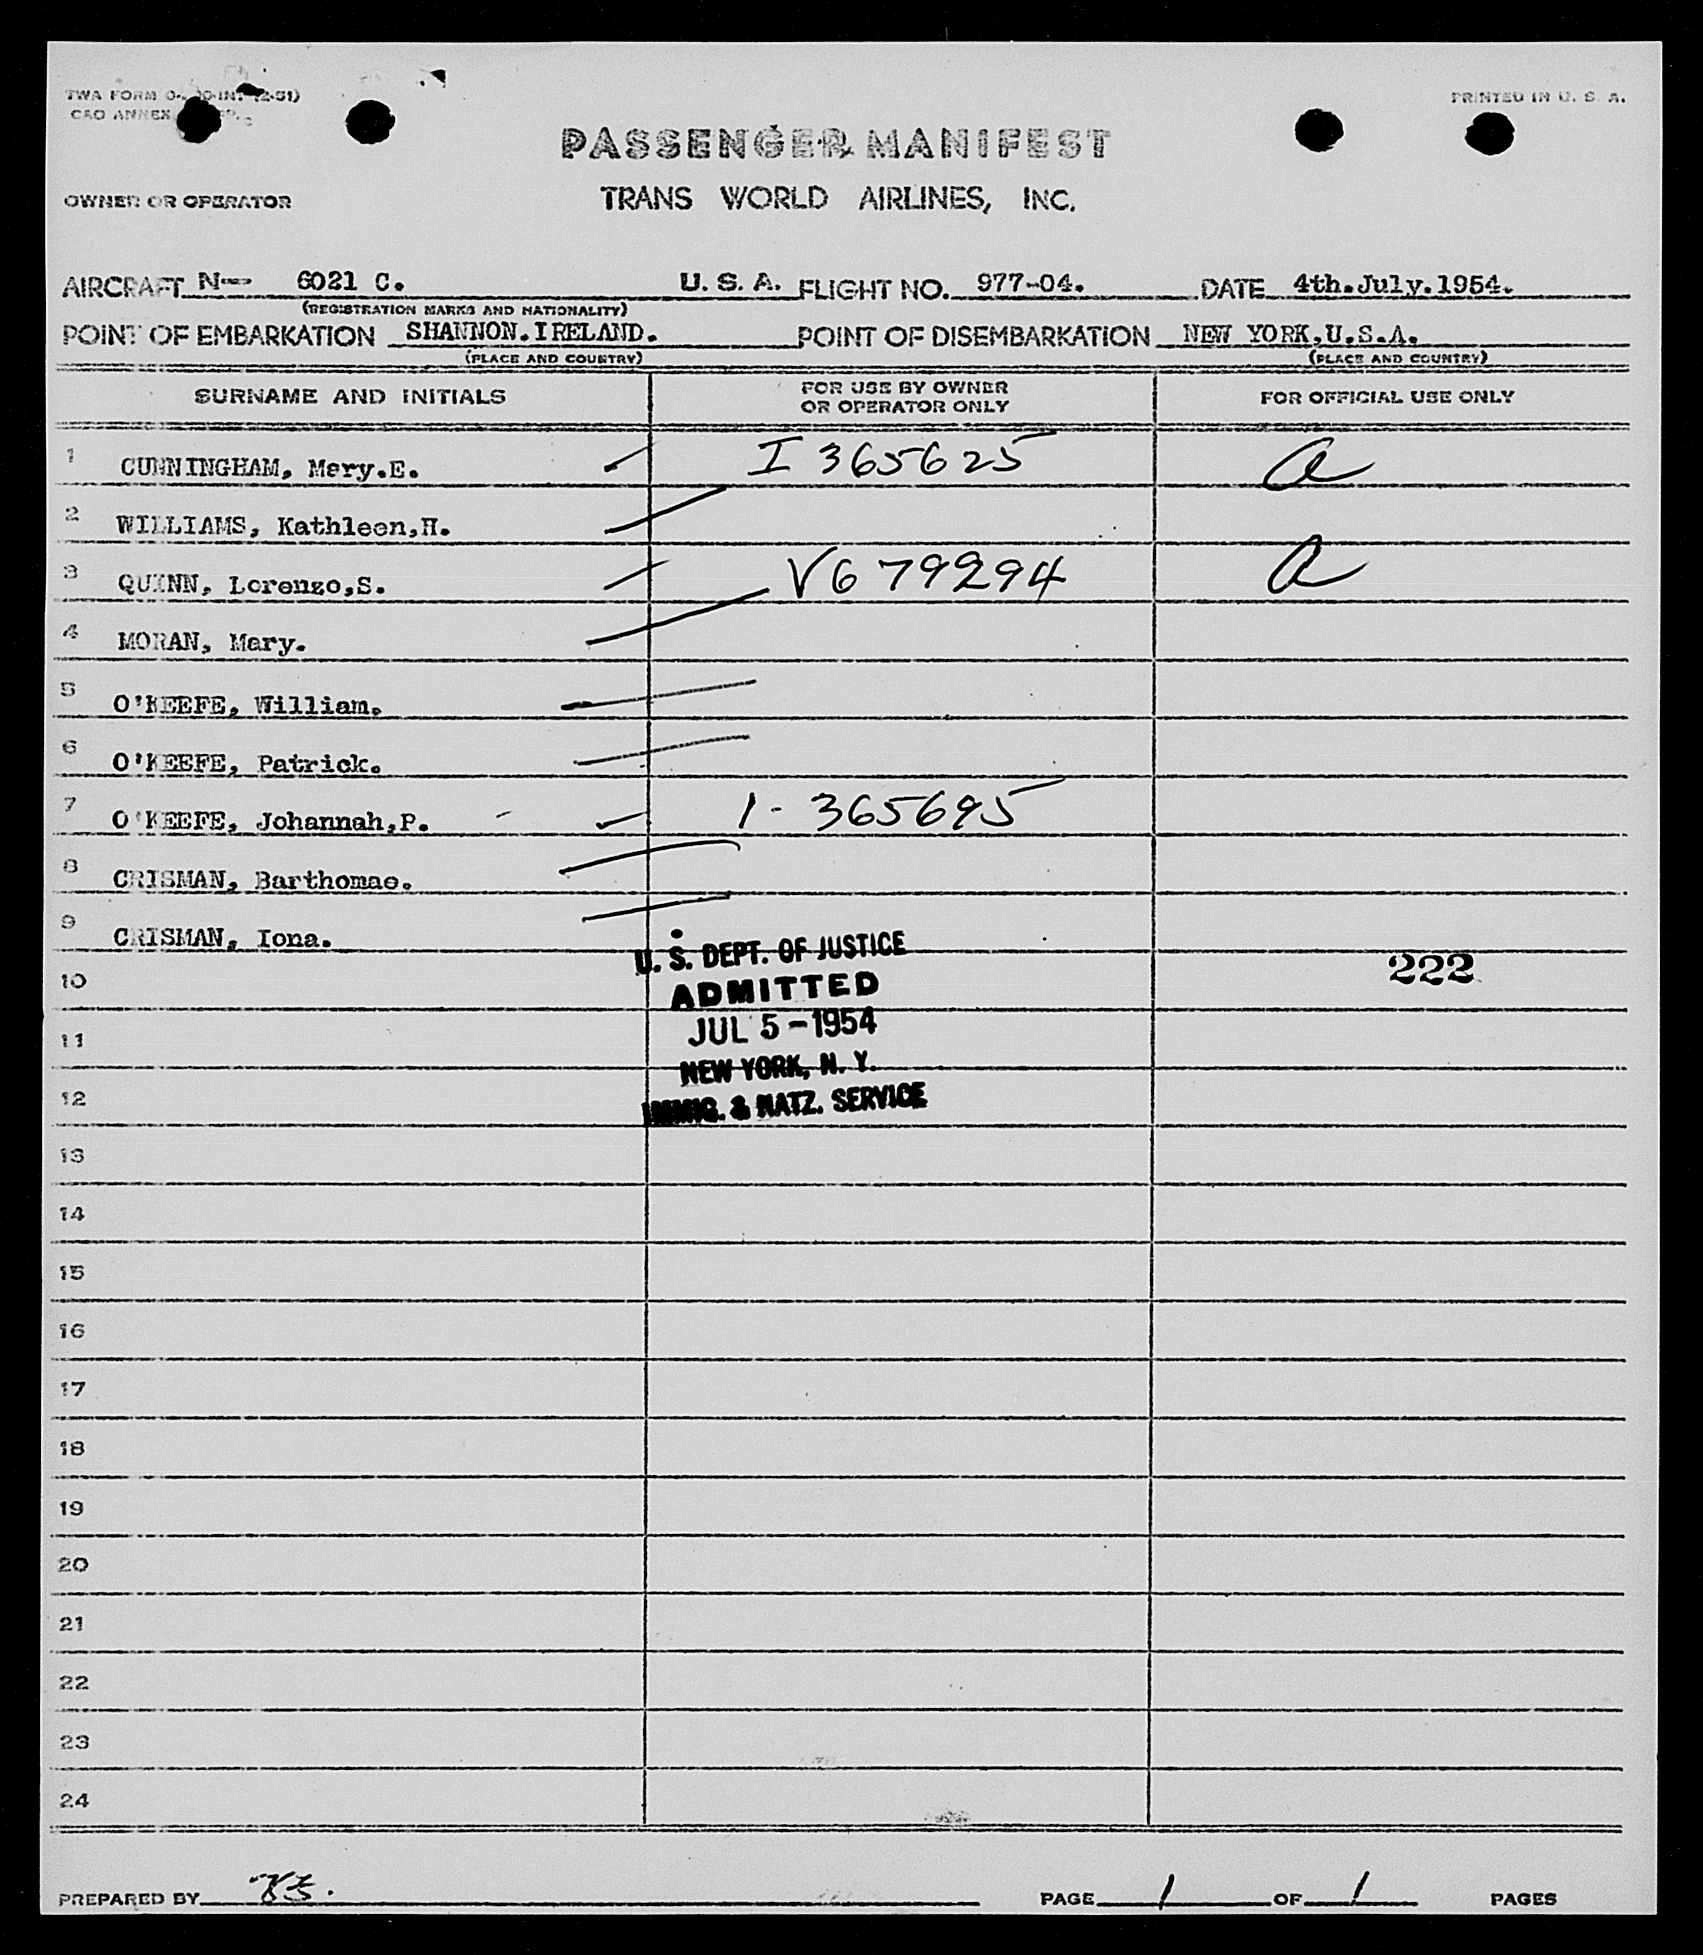 TWA FORM
PRINTED IN U. S. A.
CAO ANNEX
PASSENGER MANIFEST
OWNER OR OPERATOR
TRANS WORLD AIRLINES, INC.
AIRCRAFT N-- 6021 C. U. S. A. FLIGHT NO. 977-04. DATE 4th.July.1954.
(REGISTRATION MARKS AND NATIONALITY)
POINT OF EMBARKATION SHANNON.IRELAND. POINT OF DISEMBARKATION NEW YORK,U.S.A.
(PLACE AND COUNTRY) (PLACE AND COUNTRY)
SURNAME AND INITIALS FOR USE BY OWNER OR OPERATOR ONLY FOR OFFICIAL USE ONLY
1 CUNNINGHAM, Mary.E. I 365625 a
2 WILLIAMS, Kathleen,H.
3 QUINN, Lorenzo,S. V679294 a
4 MORAN, Mary.
5 O'KEEFE, William.
6 O'KEEFE, Patrick.
7 O'KEEFE, Johannah,P. 1-365695
8 CRISMAN, Barthomae.
9 CRISMAN, Iona.
U. S. DEPT. OF JUSTICE
10 ADMITTED 222
11 JUL 5-1954
NEW YORK, N. Y.
12 IMMIG. & NATZ. SERVICE
13
14
15
16
17
18
19
20
21
22
23
24
PREPARED BY PAGE 1 OF 1 PAGES